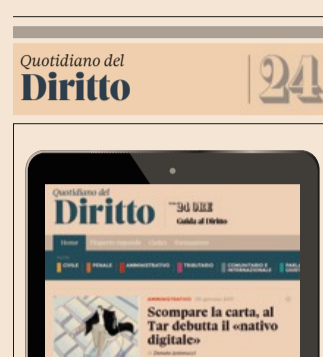 Quotidiano del
Diritto
24
Quotidiano del
Diritto
24 ORE
Guida al Diritto
Home
CIVILE
PENALE
AMMINISTRATIVO
TRIBUTARIO
COMUNITARIO E
INTERNAZIONALE
AMMINISTRATIVO
Scompare la carta, al
Tar debutta il «nativo
digitale»